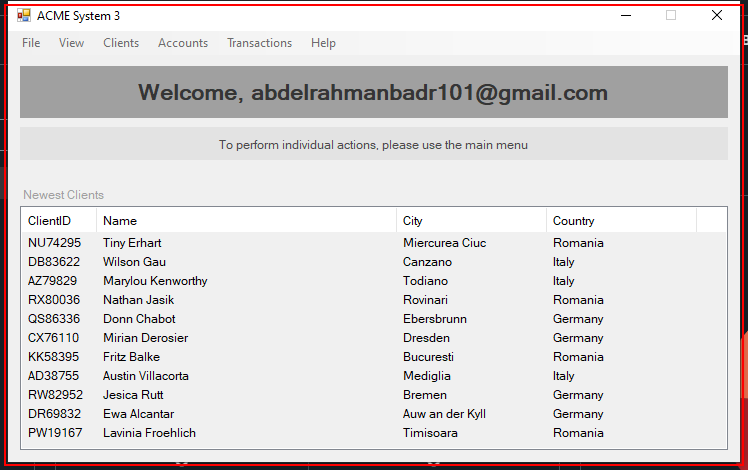 ACME System 3
File View Clients Accounts Transactions Help
Welcome, abdelrahmanbadr101@gmail.com
To perform individual actions, please use the main menu
Newest Clients
ClientID Name City Country
NU74295 Tiny Erhart Miercurea Ciuc Romania
DB83622 Wilson Gau Canzano Italy
AZ79829 Marylou Kenworthy Todiano Italy
RX80036 Nathan Jasik Rovinari Romania
QS86336 Donn Chabot Ebersbrunn Germany
CX76110 Mirian Derosier Dresden Germany
KK58395 Fritz Balke Bucuresti Romania
AD38755 Austin Villacorta Mediglia Italy
RW82952 Jesica Rutt Bremen Germany
DR69832 Ewa Alcantar Auw an der Kyll Germany
PW19167 Lavinia Froehlich Timisoara Romania